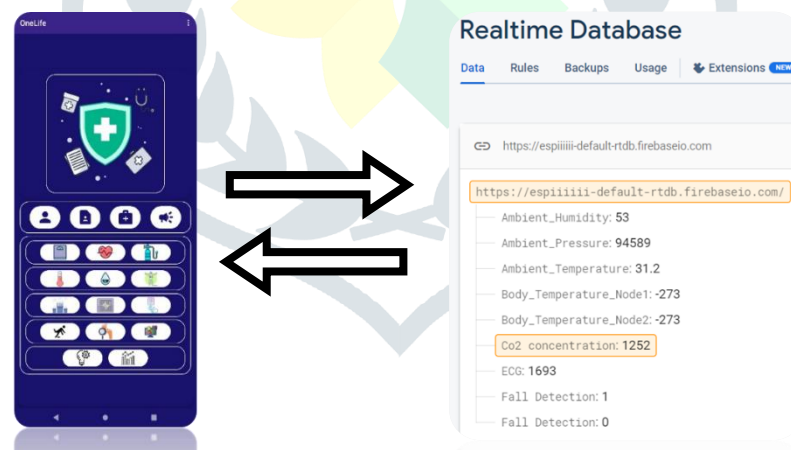 OneLife
Realtime Database
Data Rules Backups Usage Extensions NEW
https://espiiiiii-default-rtdb.firebaseio.com
https://espiiiiii-default-rtdb.firebaseio.com/
Ambient_Humidity: 53
Ambient_Pressure: 94589
Ambient_Temperature: 31.2
Body_Temperature_Node1: -273
Body_Temperature_Node2: -273
Co2 concentration: 1252
ECG: 1693
Fall Detection: 1
Fall Detection: 0